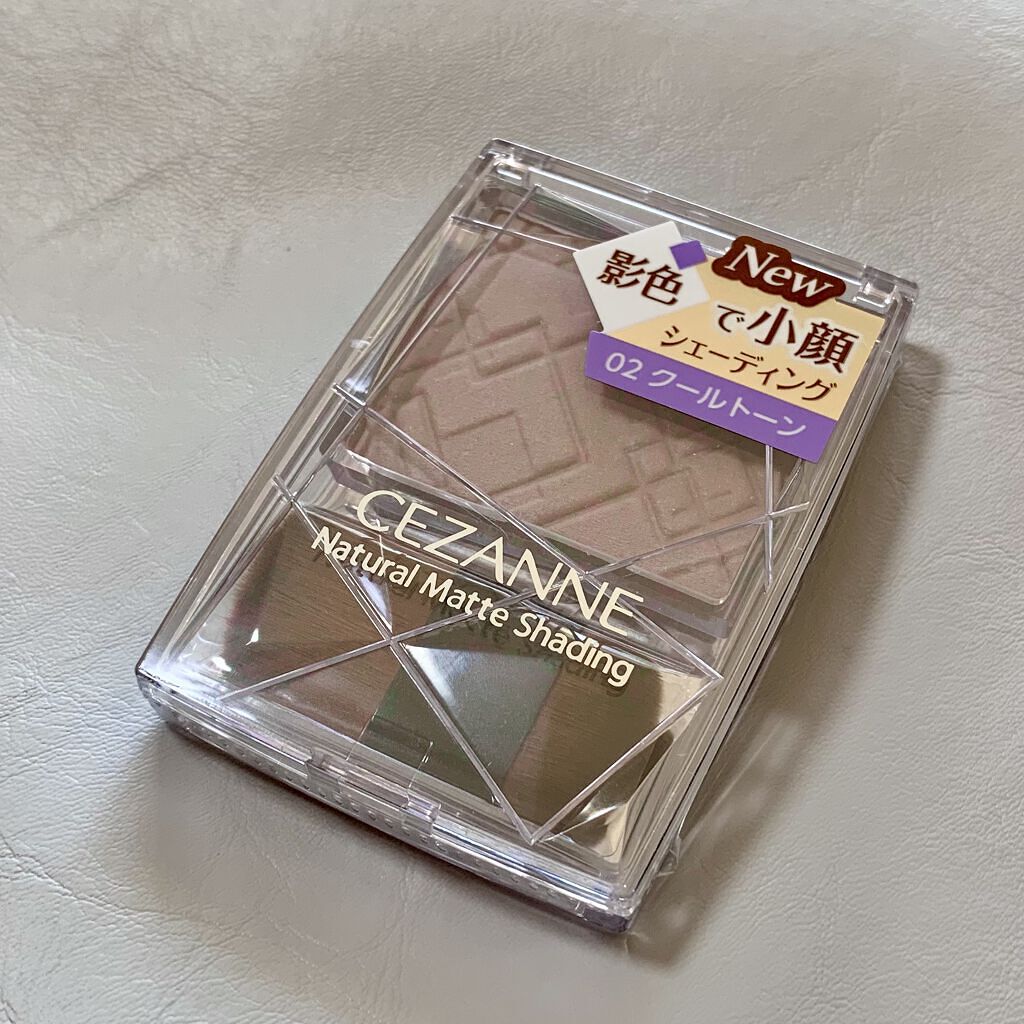 New
影色
で小顔
シェーディング
02 クールトーン
CEZANNE
Natural Matte Shading